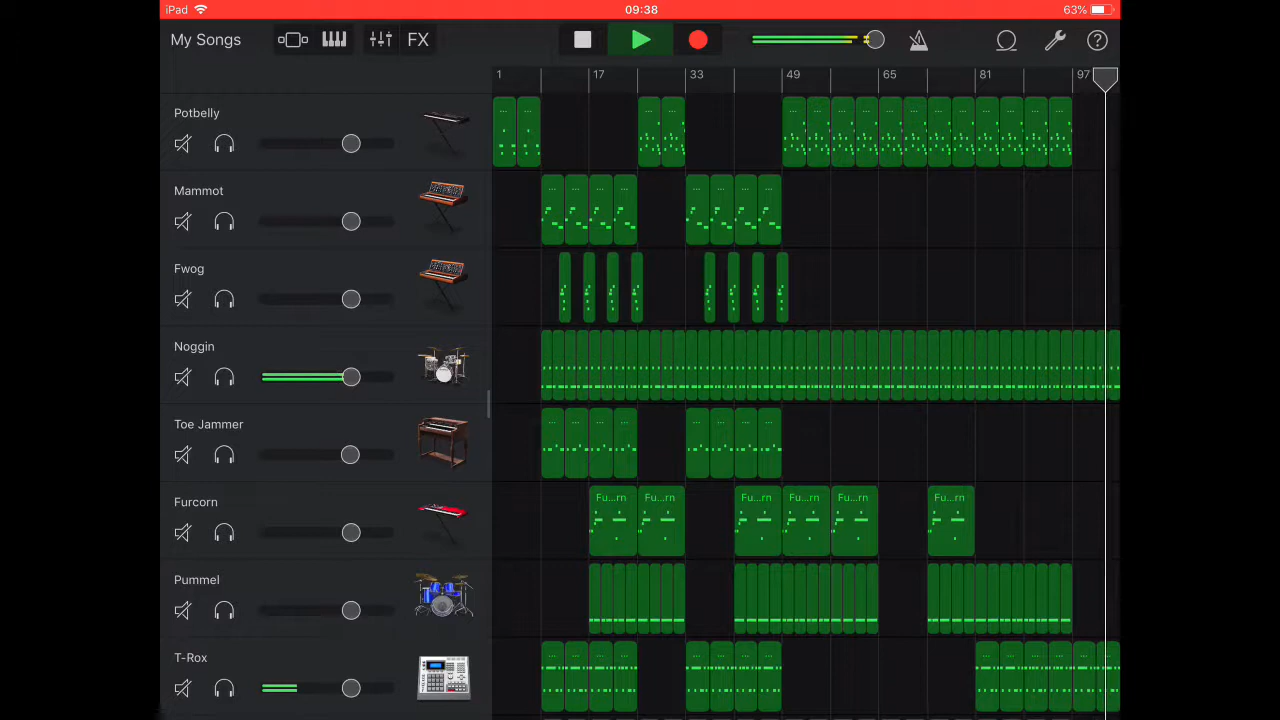 iPad 09:38 63%
My Songs FX
1 17 33 49 65 81 97
Potbelly
Mammot
Fwog
Noggin
Toe Jammer
Furcorn
Fu...rn Fu...rn Fu...rn Fu...rn Fu...rn Fu...rn
Pummel
T-Rox